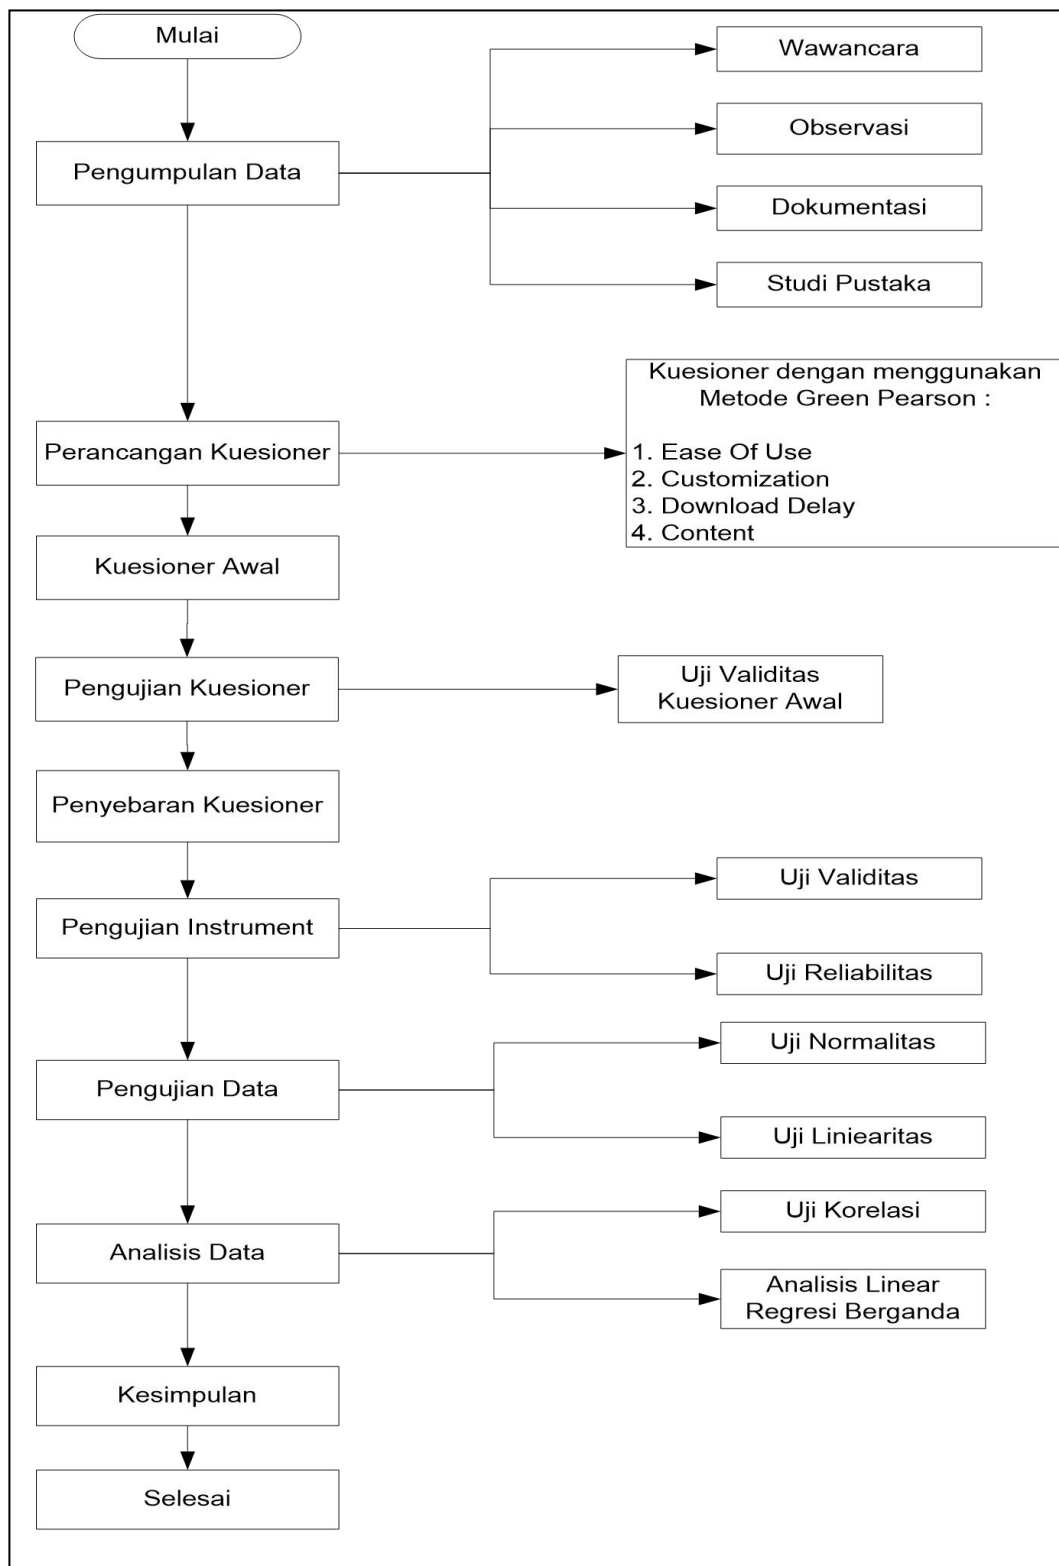 Mulai
Pengumpulan Data
Wawancara
Observasi
Dokumentasi
Studi Pustaka
Perancangan Kuesioner
Kuesioner dengan menggunakan
Metode Green Pearson :
1. Ease Of Use
2. Customization
3. Download Delay
4. Content
Kuesioner Awal
Pengujian Kuesioner
Uji Validitas
Kuesioner Awal
Penyebaran Kuesioner
Pengujian Instrument
Uji Validitas
Uji Reliabilitas
Pengujian Data
Uji Normalitas
Uji Liniearitas
Analisis Data
Uji Korelasi
Analisis Linear
Regresi Berganda
Kesimpulan
Selesai